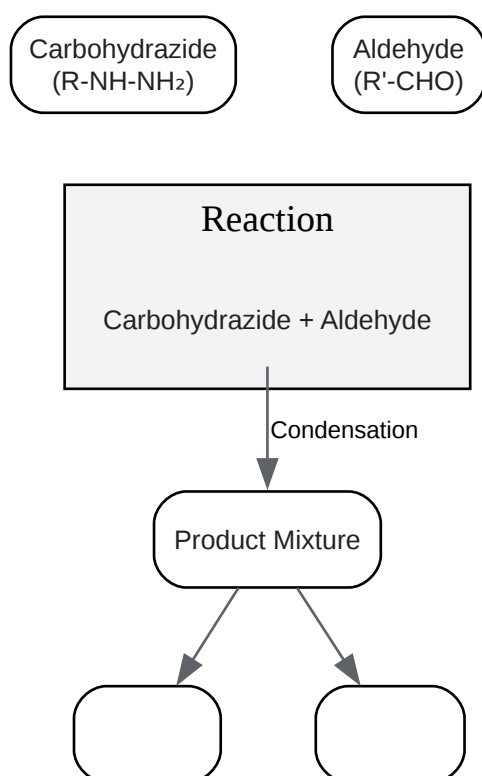 Carbohydrazide
(R-NH-NH₂)
Aldehyde
(R'-CHO)
Reaction
Carbohydrazide + Aldehyde
Condensation
Product Mixture